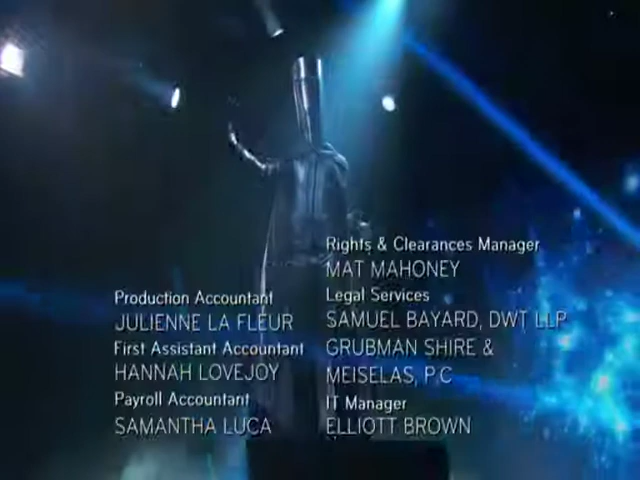 Production Accountant
JULIENNE LA FLEUR
First Assistant Accountant
HANNAH LOVEJOY
Payroll Accountant
SAMANTHA LUCA
Rights & Clearances Manager
MAT MAHONEY
Legal Services
SAMUEL BAYARD, DWT LLP
GRUBMAN SHIRE &
MEISELAS, P.C
IT Manager
ELLIOTT BROWN